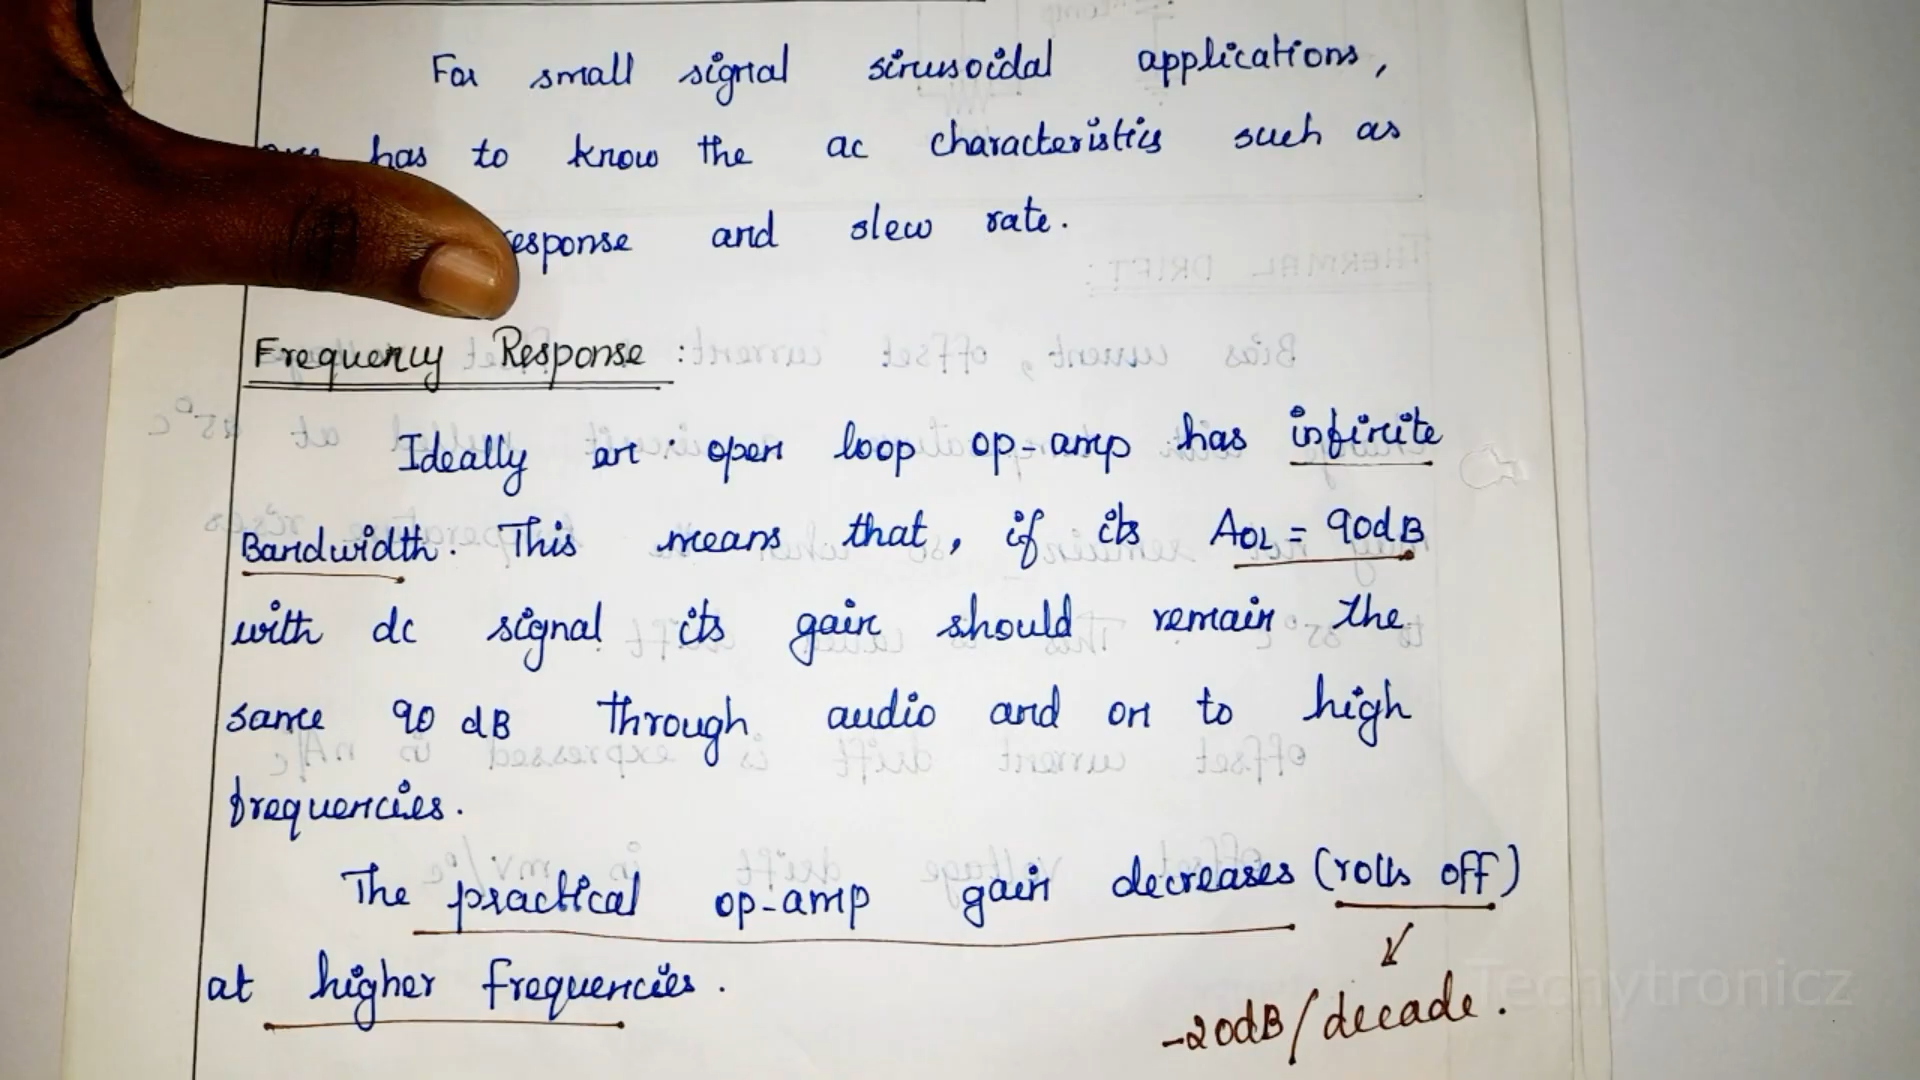 For small signal sinusoidal applications,
has to know the ac characteristics such as
response and slew rate.
Frequency Response :
Ideally an open loop op-amp has infinite
Bandwidth. This means that, if its AOL = 90dB
with dc signal its gain should remain the
same 90 dB through audio and on to high
frequencies.
The practical op-amp gain decreases (rolls off)
at higher frequencies.
-20dB/decade.
Techytronicz